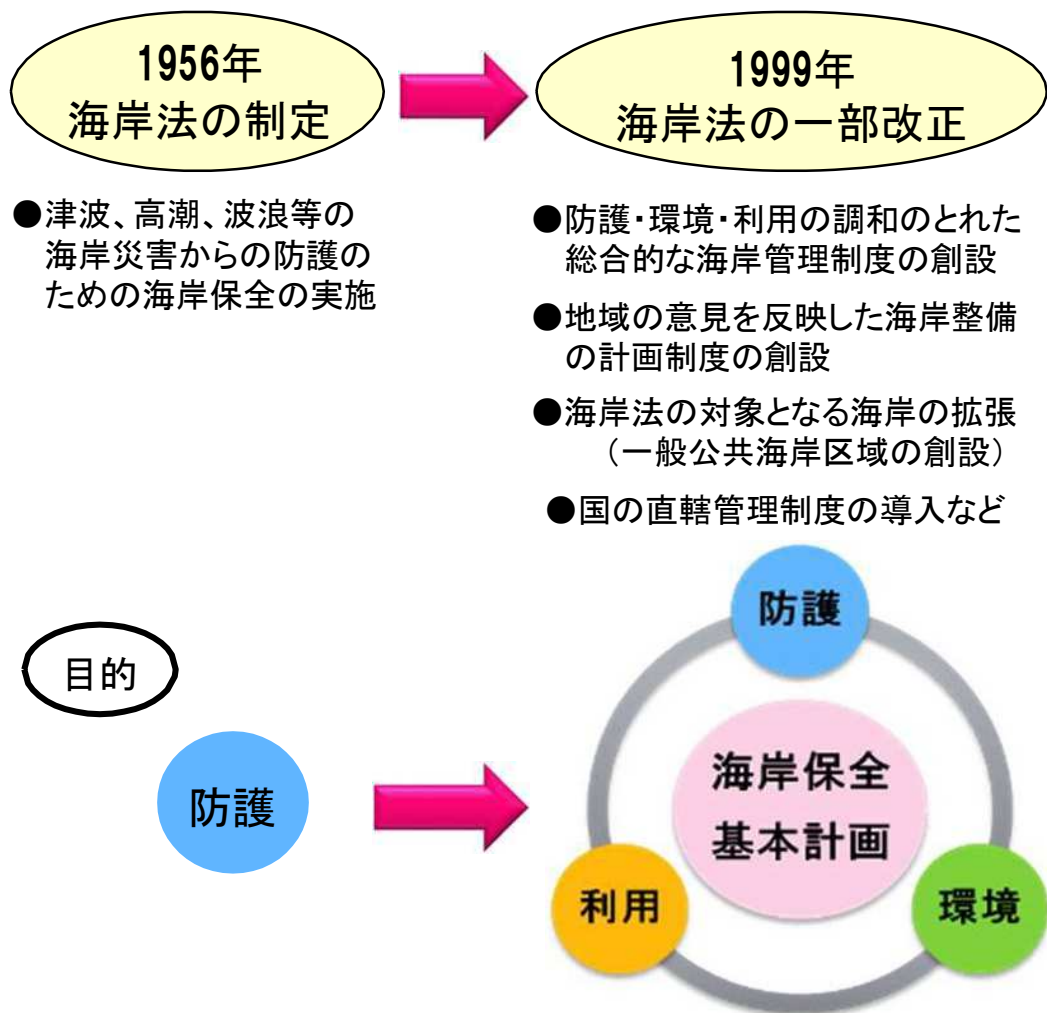 1956年
海岸法の制定
1999年
海岸法の一部改正
●津波、高潮、波浪等の
海岸災害からの防護の
ための海岸保全の実施
●防護・環境・利用の調和のとれた
総合的な海岸管理制度の創設
●地域の意見を反映した海岸整備
の計画制度の創設
●海岸法の対象となる海岸の拡張
（一般公共海岸区域の創設）
●国の直轄管理制度の導入など
目的
防護
防護
海岸保全
基本計画
利用
環境